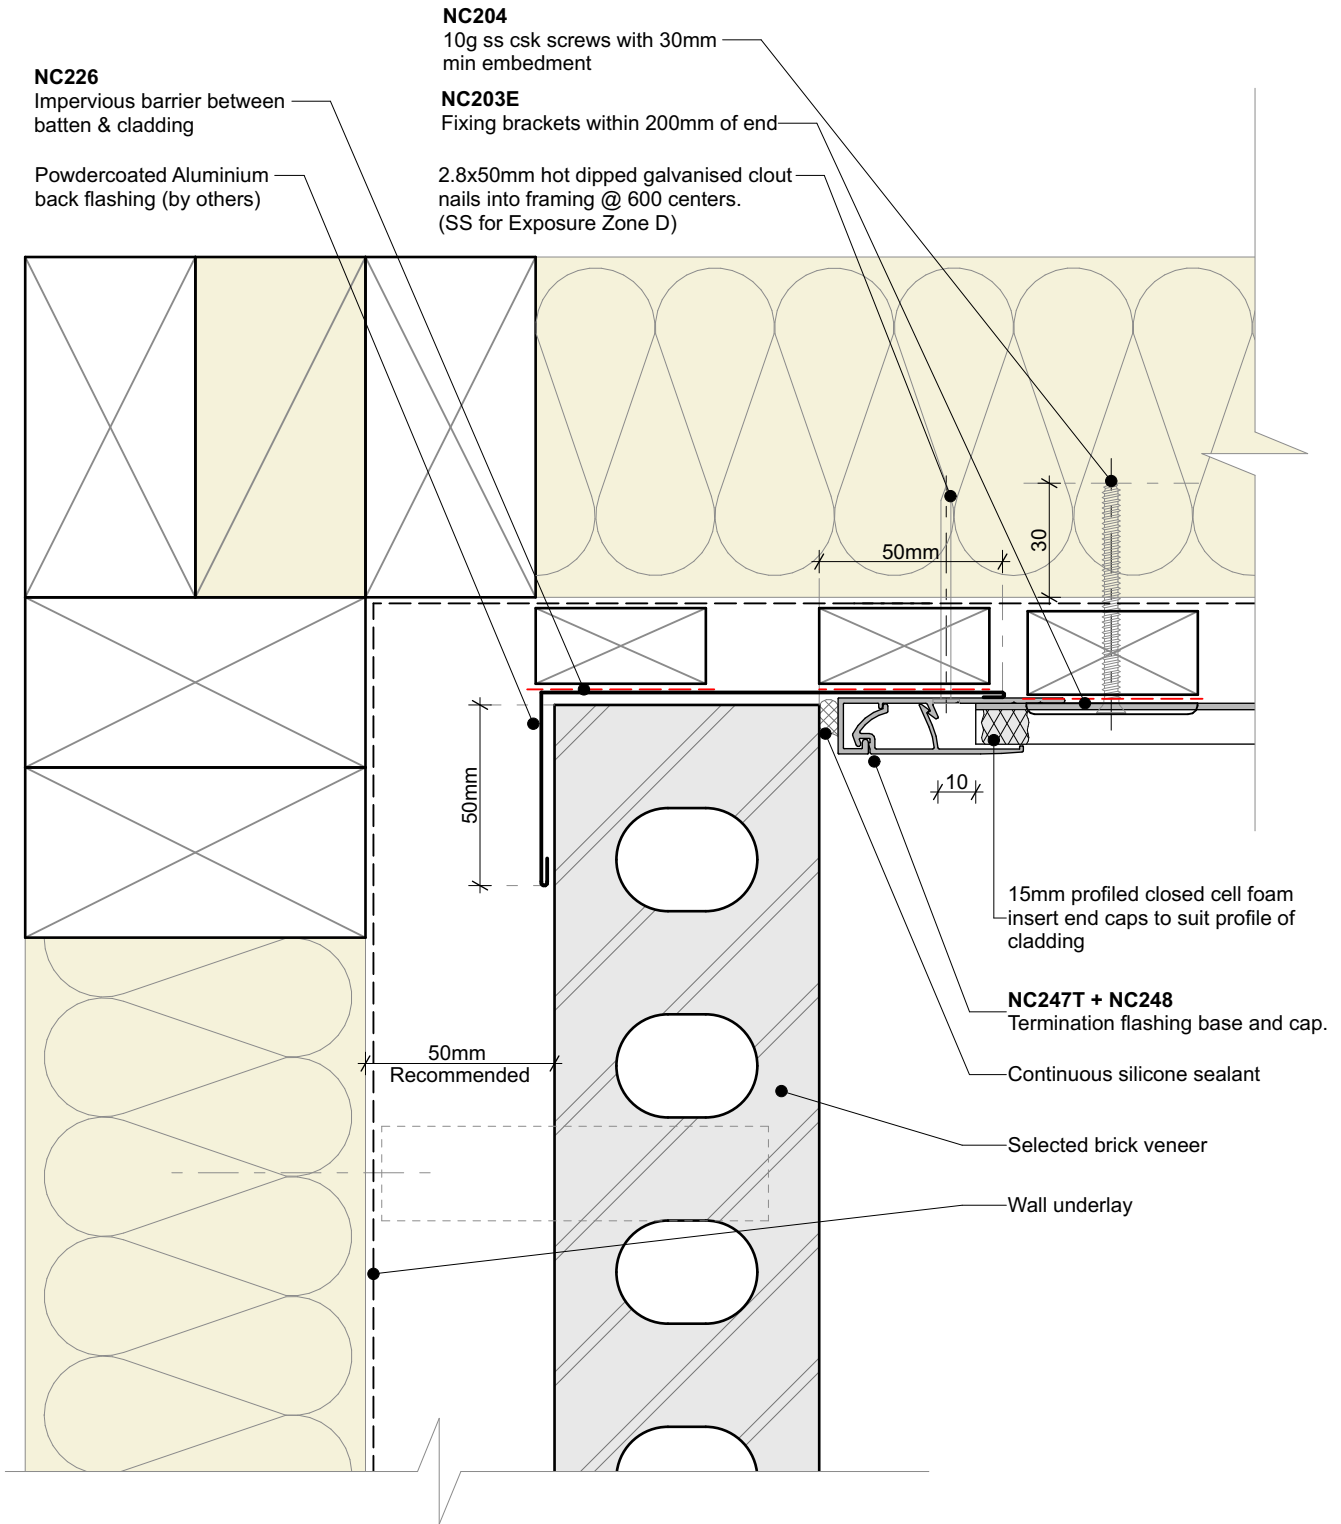 NC204
10g ss csk screws with 30mm
min embedment
NC226
Impervious barrier between
batten & cladding
NC203E
Fixing brackets within 200mm of end
Powdercoated Aluminium
back flashing (by others)
2.8x50mm hot dipped galvanised clout
nails into framing @ 600 centers.
(SS for Exposure Zone D)
50mm
30
50mm
10
15mm profiled closed cell foam
insert end caps to suit profile of
cladding
NC247T + NC248
Termination flashing base and cap.
50mm
Recommended
Continuous silicone sealant
Selected brick veneer
Wall underlay